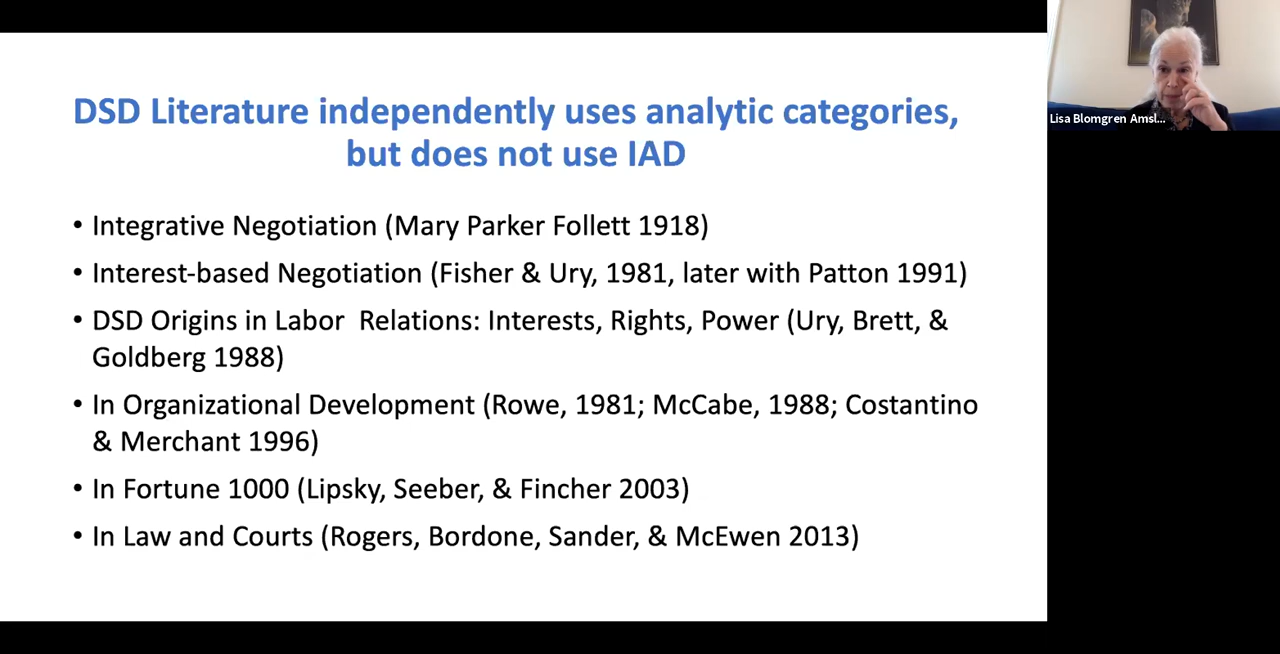 DSD Literature independently uses analytic categories,
but does not use IAD
• Integrative Negotiation (Mary Parker Follett 1918)
• Interest-based Negotiation (Fisher & Ury, 1981, later with Patton 1991)
• DSD Origins in Labor Relations: Interests, Rights, Power (Ury, Brett, &
Goldberg 1988)
• In Organizational Development (Rowe, 1981; McCabe, 1988; Costantino
& Merchant 1996)
• In Fortune 1000 (Lipsky, Seeber, & Fincher 2003)
• In Law and Courts (Rogers, Bordone, Sander, & McEwen 2013)
Lisa Blomgren Amsl...